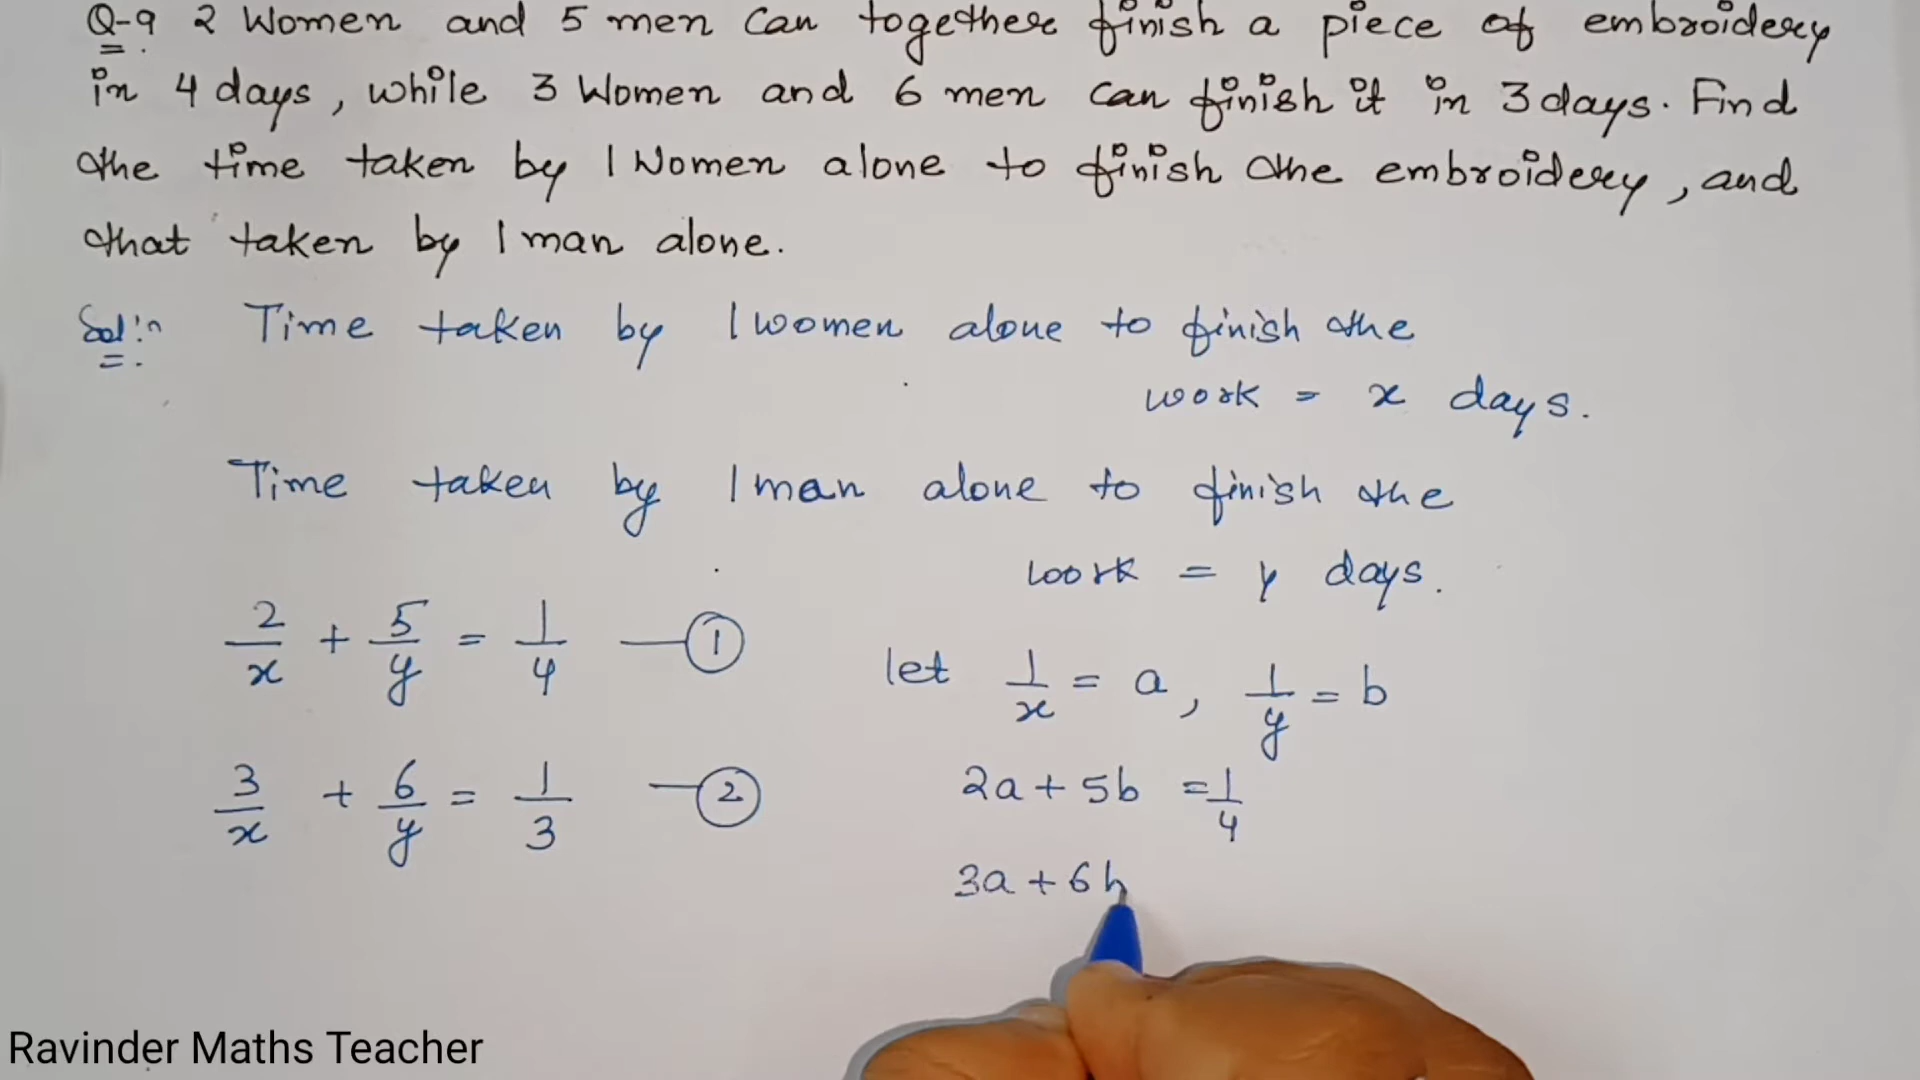 Q-9 2 Women and 5 men can together finish a piece of embroidery
in 4 days, while 3 Women and 6 men can finish it in 3 days. Find
the time taken by 1 Women alone to finish the embroidery, and
that taken by 1 man alone.
Sol:n Time taken by 1 women alone to finish the
work = x days.
Time taken by 1 man alone to finish the
work = y days.
2/x + 5/y = 1/4 —①
let 1/x = a, 1/y = b
3/x + 6/y = 1/3 —②
2a + 5b = 1/4
3a + 6b
Ravinder Maths Teacher